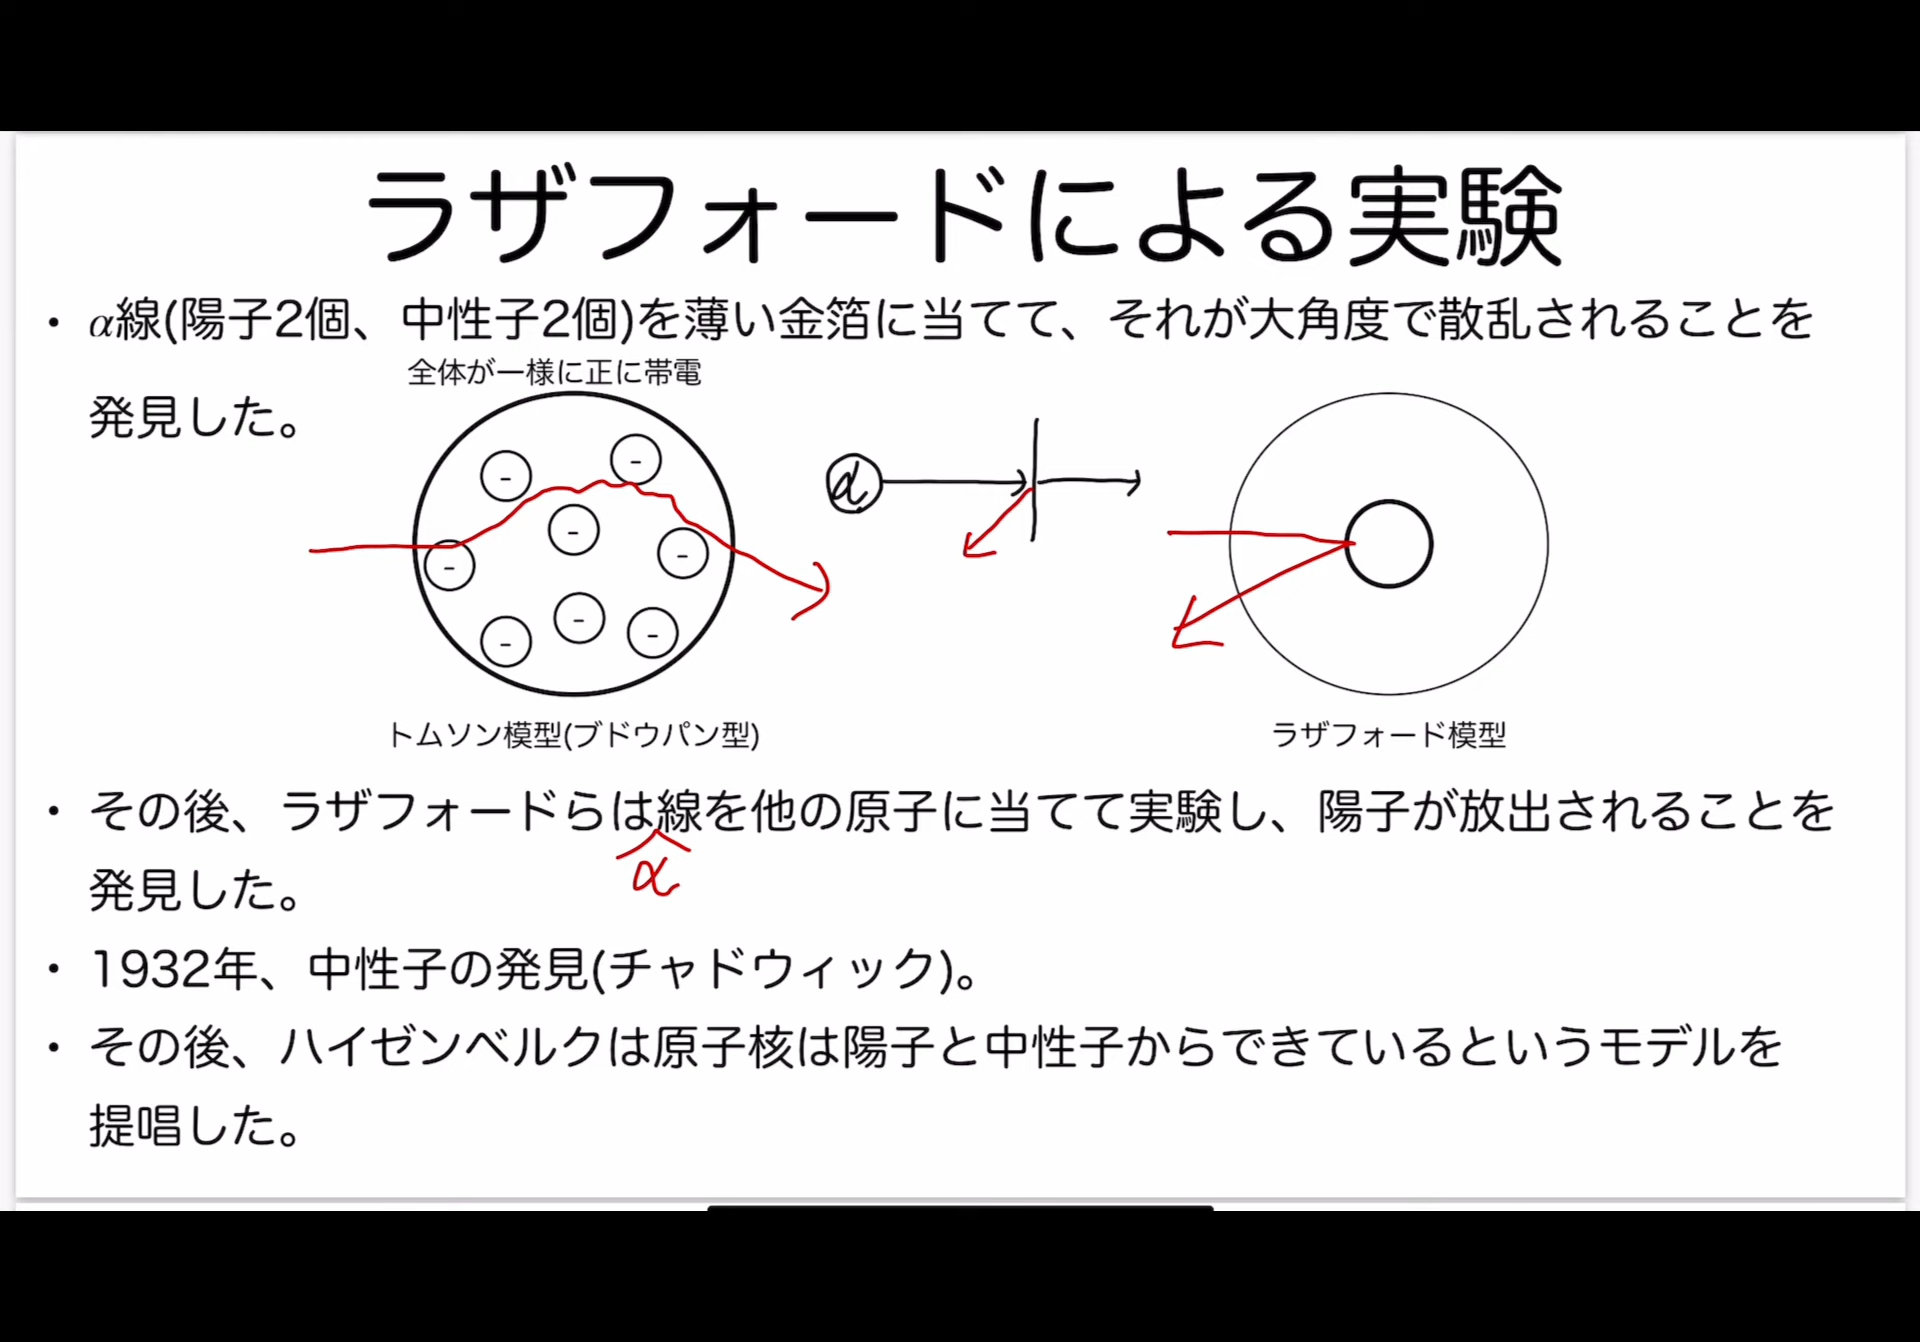 ラザフォードによる実験
・α線(陽子2個、中性子2個)を薄い金箔に当てて、それが大角度で散乱されることを
発見した。
全体が一様に正に帯電
-
-
-
-
-
-
-
-
α
トムソン模型(ブドウパン型)
ラザフォード模型
・その後、ラザフォードらは線を他の原子に当てて実験し、陽子が放出されることを
α
発見した。
・1932年、中性子の発見(チャドウィック)。
・その後、ハイゼンベルクは原子核は陽子と中性子からできているというモデルを
提唱した。